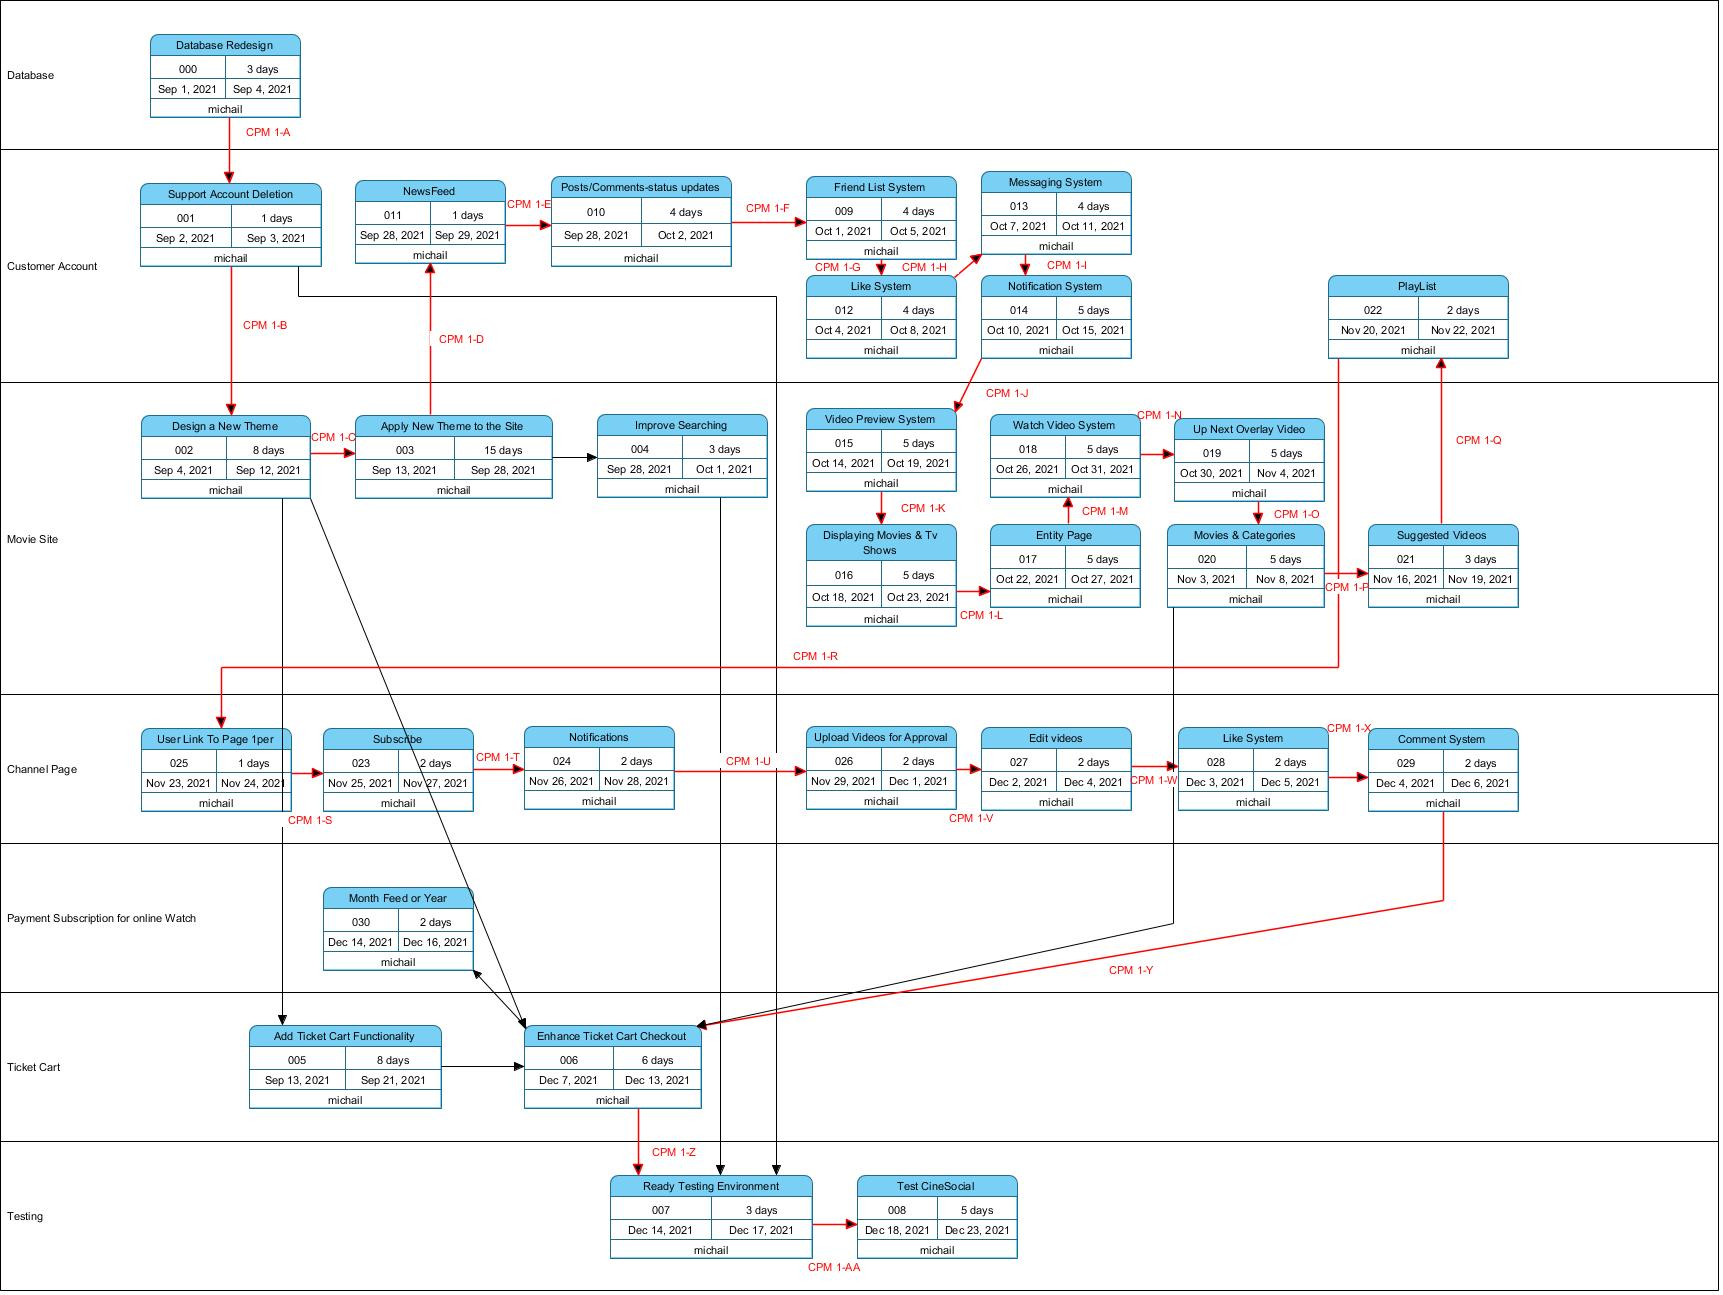 Database
Database Redesign
000 3 days
Sep 1, 2021 Sep 4, 2021
michail
CPM 1-A
Customer Account
Support Account Deletion
001 1 days
Sep 2, 2021 Sep 3, 2021
michail
NewsFeed
011 1 days
Sep 28, 2021 Sep 29, 2021
michail
CPM 1-E
Posts/Comments-status updates
010 4 days
Sep 28, 2021 Oct 2, 2021
michail
CPM 1-F
Friend List System
009 4 days
Oct 1, 2021 Oct 5, 2021
michail
Messaging System
013 4 days
Oct 7, 2021 Oct 11, 2021
michail
CPM 1-G
CPM 1-H
CPM 1-I
Like System
012 4 days
Oct 4, 2021 Oct 8, 2021
michail
Notification System
014 5 days
Oct 10, 2021 Oct 15, 2021
michail
PlayList
022 2 days
Nov 20, 2021 Nov 22, 2021
michail
CPM 1-B
CPM 1-D
CPM 1-J
Movie Site
Design a New Theme
002 8 days
Sep 4, 2021 Sep 12, 2021
michail
CPM 1-C
Apply New Theme to the Site
003 15 days
Sep 13, 2021 Sep 28, 2021
michail
Improve Searching
004 3 days
Sep 28, 2021 Oct 1, 2021
michail
Video Preview System
015 5 days
Oct 14, 2021 Oct 19, 2021
michail
Watch Video System
018 5 days
Oct 26, 2021 Oct 31, 2021
michail
CPM 1-N
Up Next Overlay Video
019 5 days
Oct 30, 2021 Nov 4, 2021
michail
CPM 1-Q
CPM 1-K
CPM 1-M
CPM 1-O
Displaying Movies & Tv
Shows
016 5 days
Oct 18, 2021 Oct 23, 2021
michail
CPM 1-L
Entity Page
017 5 days
Oct 22, 2021 Oct 27, 2021
michail
Movies & Categories
020 5 days
Nov 3, 2021 Nov 8, 2021
michail
CPM 1-P
Suggested Videos
021 3 days
Nov 16, 2021 Nov 19, 2021
michail
CPM 1-R
Channel Page
User Link To Page 1per
025 1 days
Nov 23, 2021 Nov 24, 2021
michail
CPM 1-S
Subscribe
023 2 days
Nov 25, 2021 Nov 27, 2021
michail
CPM 1-T
Notifications
024 2 days
Nov 26, 2021 Nov 28, 2021
michail
CPM 1-U
Upload Videos for Approval
026 2 days
Nov 29, 2021 Dec 1, 2021
michail
CPM 1-V
Edit videos
027 2 days
Dec 2, 2021 Dec 4, 2021
michail
CPM 1-W
Like System
028 2 days
Dec 3, 2021 Dec 5, 2021
michail
CPM 1-X
Comment System
029 2 days
Dec 4, 2021 Dec 6, 2021
michail
Payment Subscription for online Watch
Month Feed or Year
030 2 days
Dec 14, 2021 Dec 16, 2021
michail
CPM 1-Y
Ticket Cart
Add Ticket Cart Functionality
005 8 days
Sep 13, 2021 Sep 21, 2021
michail
Enhance Ticket Cart Checkout
006 6 days
Dec 7, 2021 Dec 13, 2021
michail
CPM 1-Z
Testing
Ready Testing Environment
007 3 days
Dec 14, 2021 Dec 17, 2021
michail
CPM 1-AA
Test CineSocial
008 5 days
Dec 18, 2021 Dec 23, 2021
michail